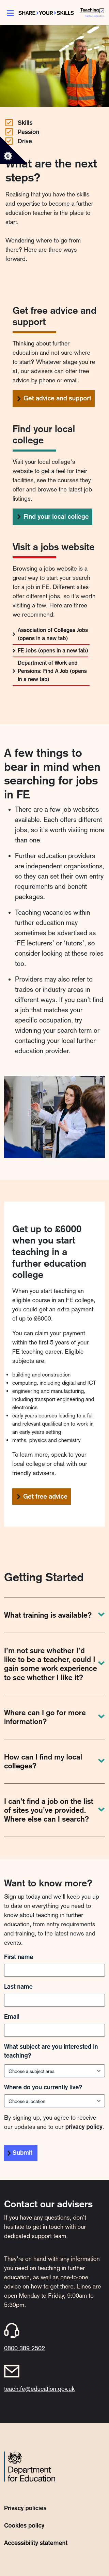 SHARE>YOUR>SKILLS
Teaching
Skills
Passion
Drive
What are the next
steps?
Realising that you have the skills
required to become a further
education teacher is the place to
start.
Wondering where to go from
there? Here are three ways
forward.
Get free advice and
support
Thinking about further
education and not sure where
to start? Whatever stage you're
at, our advisers can offer free
advice by phone or email.
Get advice and support
Find your local
college
Visit your local college's
website to get a feel for their
facilities, see the courses they
offer and browse the latest job
listings.
Find your local college
Visit a jobs website
Browsing a jobs website is a
great way to start your search
for a job in FE. Different sites
offer different jobs, so it's worth
visiting a few. Here are some we
recommend:
Association of Colleges Jobs
(opens in a new tab)
FE Jobs (opens in a new tab)
Department of Work and
Pensions: Find A Job (opens
in a new tab)
A few things to
bear in mind when
searching for jobs
in FE
• There are a few job websites
available. Each offers different
jobs, so it's worth visiting more
than one.
• Further education providers
are independent organisations,
so they can set their own entry
requirements and benefit
packages.
• Teaching vacancies within
further education may
sometimes be advertised as
'FE lecturers' or 'tutors', so
consider looking at these roles
too.
• Providers may also refer to
trades or industry areas in
different ways. If you can't find
a job that matches your
specific industry, try
widening your search term or
contacting your local further
education provider.
Get up to £6000
when you start
teaching in a
further education
college
When you start teaching an
eligible course in an FE college,
you could get an extra payment
of up to £6000.
You can claim your payment
within the first 5 years of your
FE teaching career. Eligible
subjects are:
• building and construction
• computing, including digital and ICT
• engineering and manufacturing,
including transport engineering and
electronics
• early years courses leading to a full
and relevant qualification to work in
an early years setting
• maths, physics and chemistry
To learn more, speak to your
local college or chat with our
friendly advisers.
Get free advice
Getting Started
What training is available?
I'm not sure whether I'd
like to be a teacher, could I
gain some work experience
to see whether I like it?
Where can I go for more
information?
How can I find my local
colleges?
I can't find a job on the list
of sites you've provided.
Where else can I search?
Want to know more?
Sign up today and we'll keep you up
to date on what you need to know
about teaching in further
education, from entry requirements
and training, to the latest news and
events.
First name
Last name
Email
What subject are you interested in
teaching?
Choose a subject area
Where do you currently live?
Choose a location
By signing up, you agree to receive
our updates and to our privacy policy.
Submit
Contact our advisers
If you have any questions, don't
hesitate to get in touch with our
dedicated support team.
They're on hand with any information
you need on teaching in further
education, as well as one-to-one
advice on how to get there. Lines are
open Monday to Friday, 9:00am to
5:30pm.
0800 389 2502
teach.fe@education.gov.uk
Department
for Education
Privacy policies
Cookies policy
Accessibility statement